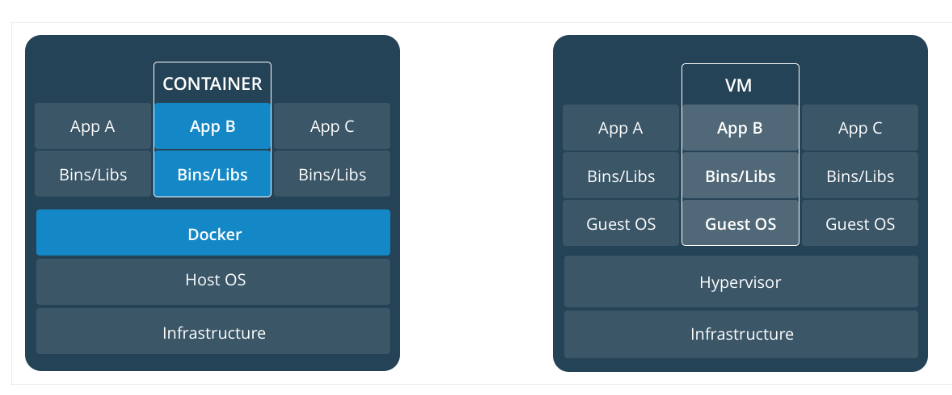 CONTAINER
App A
App B
App C
Bins/Libs
Bins/Libs
Bins/Libs
Docker
Host OS
Infrastructure
VM
App A
App B
App C
Bins/Libs
Bins/Libs
Bins/Libs
Guest OS
Guest OS
Guest OS
Hypervisor
Infrastructure